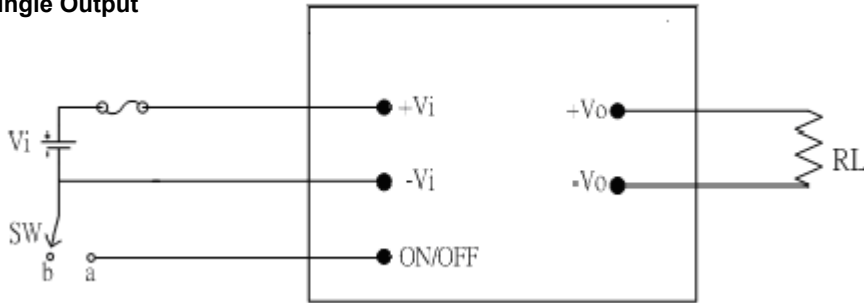 ingle Output
+Vi
+Vo
Vi
RL
-Vi
-Vo
SW
ON/OFF
b
a